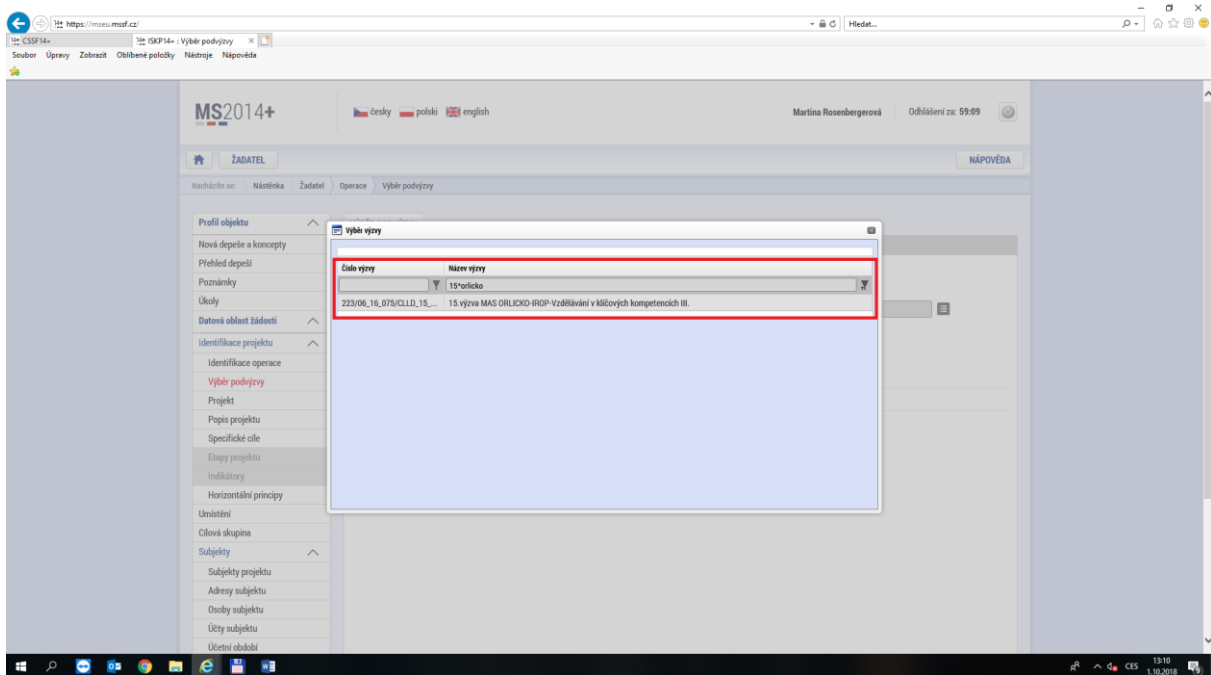 https://mseu.mssf.cz/
Hledat...
CSSF14+
ISKP14+ : Výběr podvýzvy
Soubor Úpravy Zobrazit Oblíbené položky Nástroje Nápověda
MS2014+ česky polski english Martina Rosenbergerová Odhlášení za: 59:09
ŽADATEL NÁPOVĚDA
Nacházíte se: Nástěnka Žadatel Operace Výběr podvýzvy
Profil objektu
Nová depeše a koncepty
Přehled depeší
Poznámky
Úkoly
Datová oblast žádosti
Identifikace projektu
Identifikace operace
Výběr podvýzvy
Projekt
Popis projektu
Specifické cíle
Etapy projektu
Indikátory
Horizontální principy
Umístění
Cílová skupina
Subjekty
Subjekty projektu
Adresy subjektu
Osoby subjektu
Účty subjektu
Účetní období
Výběr výzvy
Číslo výzvy Název výzvy
15*orlicko
223/06_16_075/CLLD_15_... 15.výzva MAS ORLICKO-IROP-Vzdělávání v klíčových kompetencích III.
CES 13:10
1.10.2018